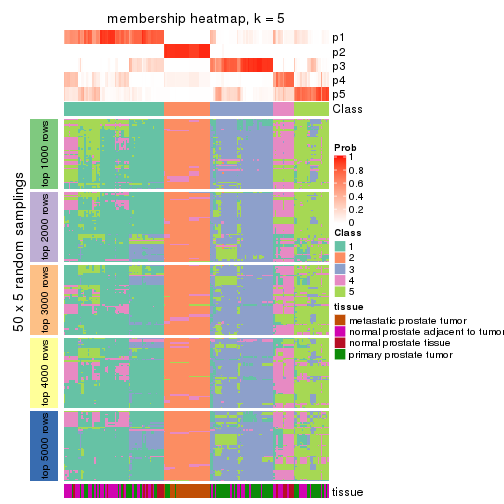 membership heatmap, k = 5
p1
p2
p3
p4
p5
Class
50 x 5 random samplings
top 1000 rows
top 2000 rows
top 3000 rows
top 4000 rows
top 5000 rows
Prob
1
0.8
0.6
0.4
0.2
0
Class
1
2
3
4
5
tissue
metastatic prostate tumor
normal prostate adjacent to tumor
normal prostate tissue
primary prostate tumor
tissue